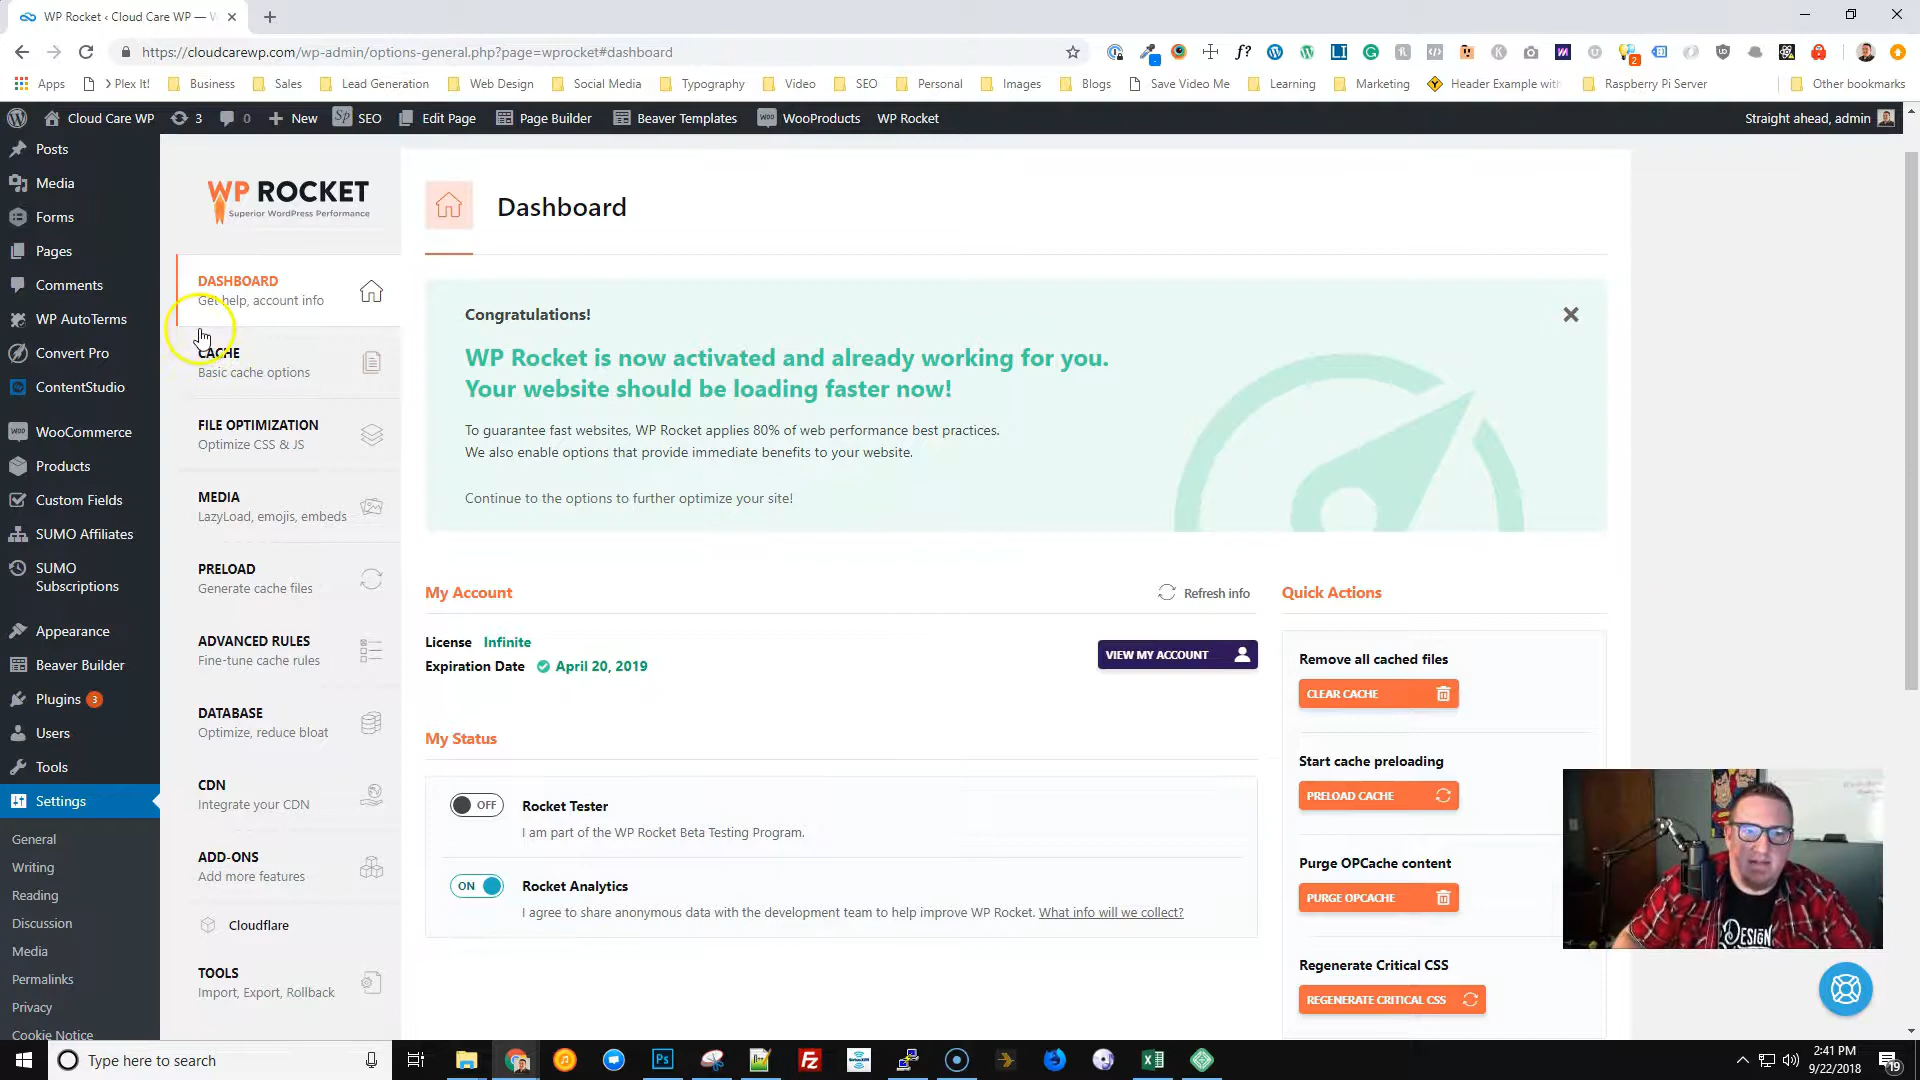 WP Rocket ‹ Cloud Care WP — W
https://cloudcarewp.com/wp-admin/options-general.php?page=wprocket#dashboard
Apps
> Plex It!
Business
Sales
Lead Generation
Web Design
Social Media
Typography
Video
SEO
Personal
Images
Blogs
Save Video Me
Learning
Marketing
Header Example with
Raspberry Pi Server
Other bookmarks
Cloud Care WP
3
0
New
SEO
Edit Page
Page Builder
Beaver Templates
WooProducts
WP Rocket
Straight ahead, admin
Posts
Media
Forms
Pages
Comments
WP AutoTerms
Convert Pro
ContentStudio
WooCommerce
Products
Custom Fields
SUMO Affiliates
SUMO
Subscriptions
Appearance
Beaver Builder
Plugins 3
Users
Tools
Settings
General
Writing
Reading
Discussion
Media
Permalinks
Privacy
Cookie Notice
WP ROCKET
Superior WordPress Performance
DASHBOARD
Get help, account info
CACHE
Basic cache options
FILE OPTIMIZATION
Optimize CSS & JS
MEDIA
LazyLoad, emojis, embeds
PRELOAD
Generate cache files
ADVANCED RULES
Fine-tune cache rules
DATABASE
Optimize, reduce bloat
CDN
Integrate your CDN
ADD-ONS
Add more features
Cloudflare
TOOLS
Import, Export, Rollback
Dashboard
Congratulations!
WP Rocket is now activated and already working for you.
Your website should be loading faster now!
To guarantee fast websites, WP Rocket applies 80% of web performance best practices.
We also enable options that provide immediate benefits to your website.
Continue to the options to further optimize your site!
My Account
Refresh info
License Infinite
Expiration Date April 20, 2019
VIEW MY ACCOUNT
My Status
OFF
Rocket Tester
I am part of the WP Rocket Beta Testing Program.
ON
Rocket Analytics
I agree to share anonymous data with the development team to help improve WP Rocket. What info will we collect?
Quick Actions
Remove all cached files
CLEAR CACHE
Start cache preloading
PRELOAD CACHE
Purge OPCache content
PURGE OPCACHE
Regenerate Critical CSS
REGENERATE CRITICAL CSS
DESIGN
Type here to search
2:41 PM
9/22/2018
19